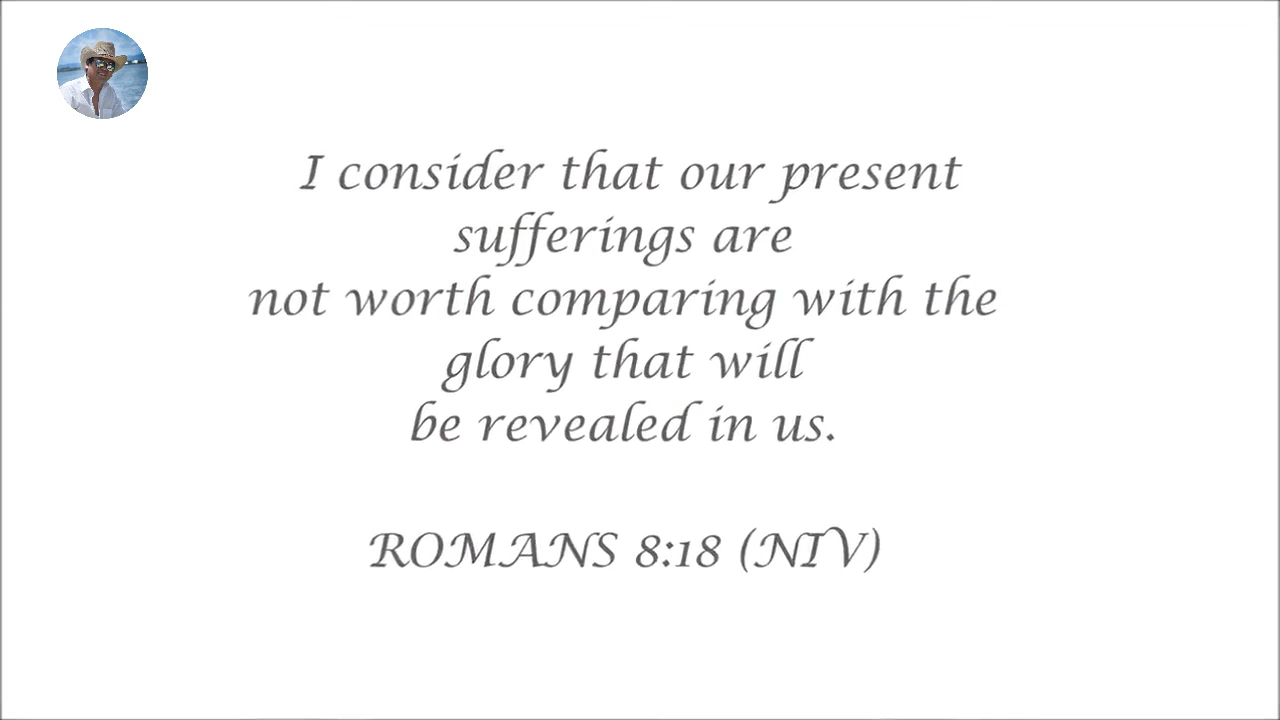 I consider that our present
sufferings are
not worth comparing with the
glory that will
be revealed in us.
ROMANS 8:18 (NIV)